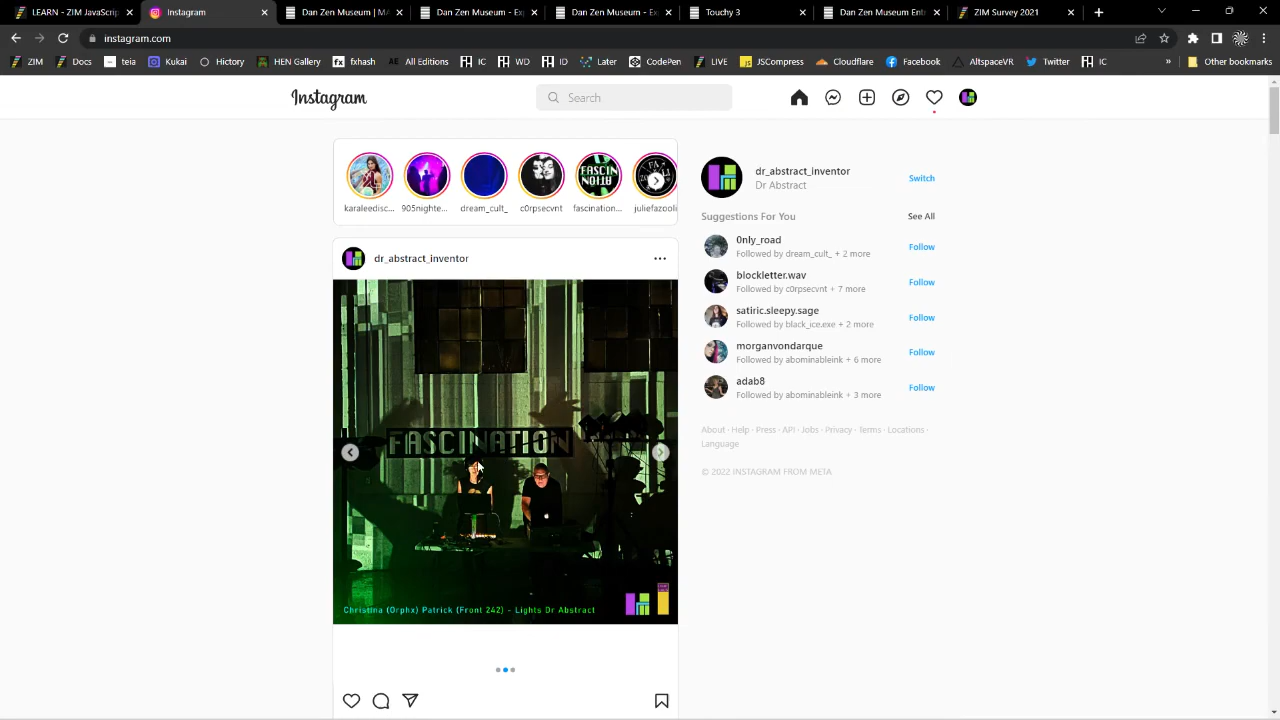 LEARN - ZIM Dan Zen Museum | M Dan Zen Museum - Exp Dan Zen Museum - Ex Touchy 3 Dan Zen Museum Ent ZIM Survey 2021
Instagram
instagram.com
ZIM Docs tea Kukai Hictory HEN Gallery fxhash All Editions IC WD ID Later CodePen LIVE JSCompress Cloudflare Facebook AltspaceVR Twitter IC » Other bookmarks
Instagram
Search
karaleedisc... 905nighte... dream_cult_ c0rpsecvnt fascination... juliefazooli
dr_abstract_inventor
Dr Abstract
Switch
Suggestions For You
See All
0nly_road
Followed by dream_cult_ + 2 more
Follow
blockletter.wav
Followed by c0rpsecvnt + 7 more
Follow
satiric.sleepy.sage
Followed by black_ice.exe + 2 more
Follow
morganvondarque
Followed by abominableink + 6 more
Follow
adab8
Followed by abominableink + 3 more
Follow
About · Help · Press · API · Jobs · Privacy · Terms · Locations ·
Language
© 2022 INSTAGRAM FROM META
dr_abstract_inventor
FASCINATION
Christina (Orphx) Patrick (Front 242) - Lights Dr Abstract